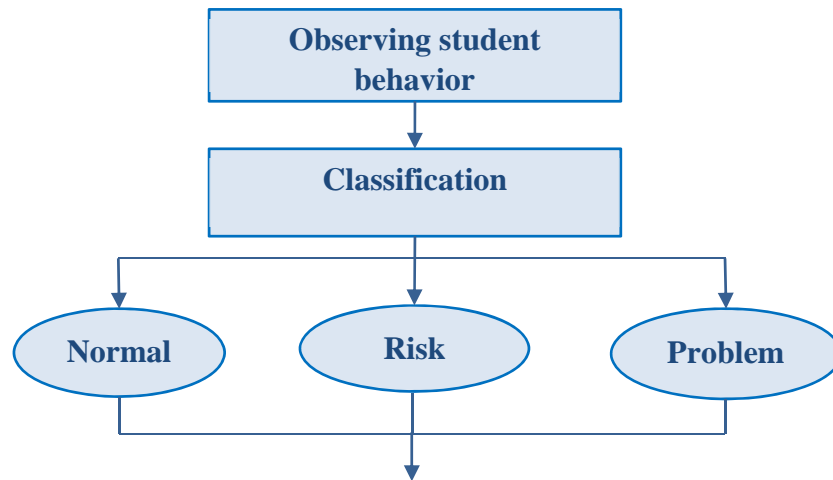 Observing student
behavior
Classification
Normal
Risk
Problem